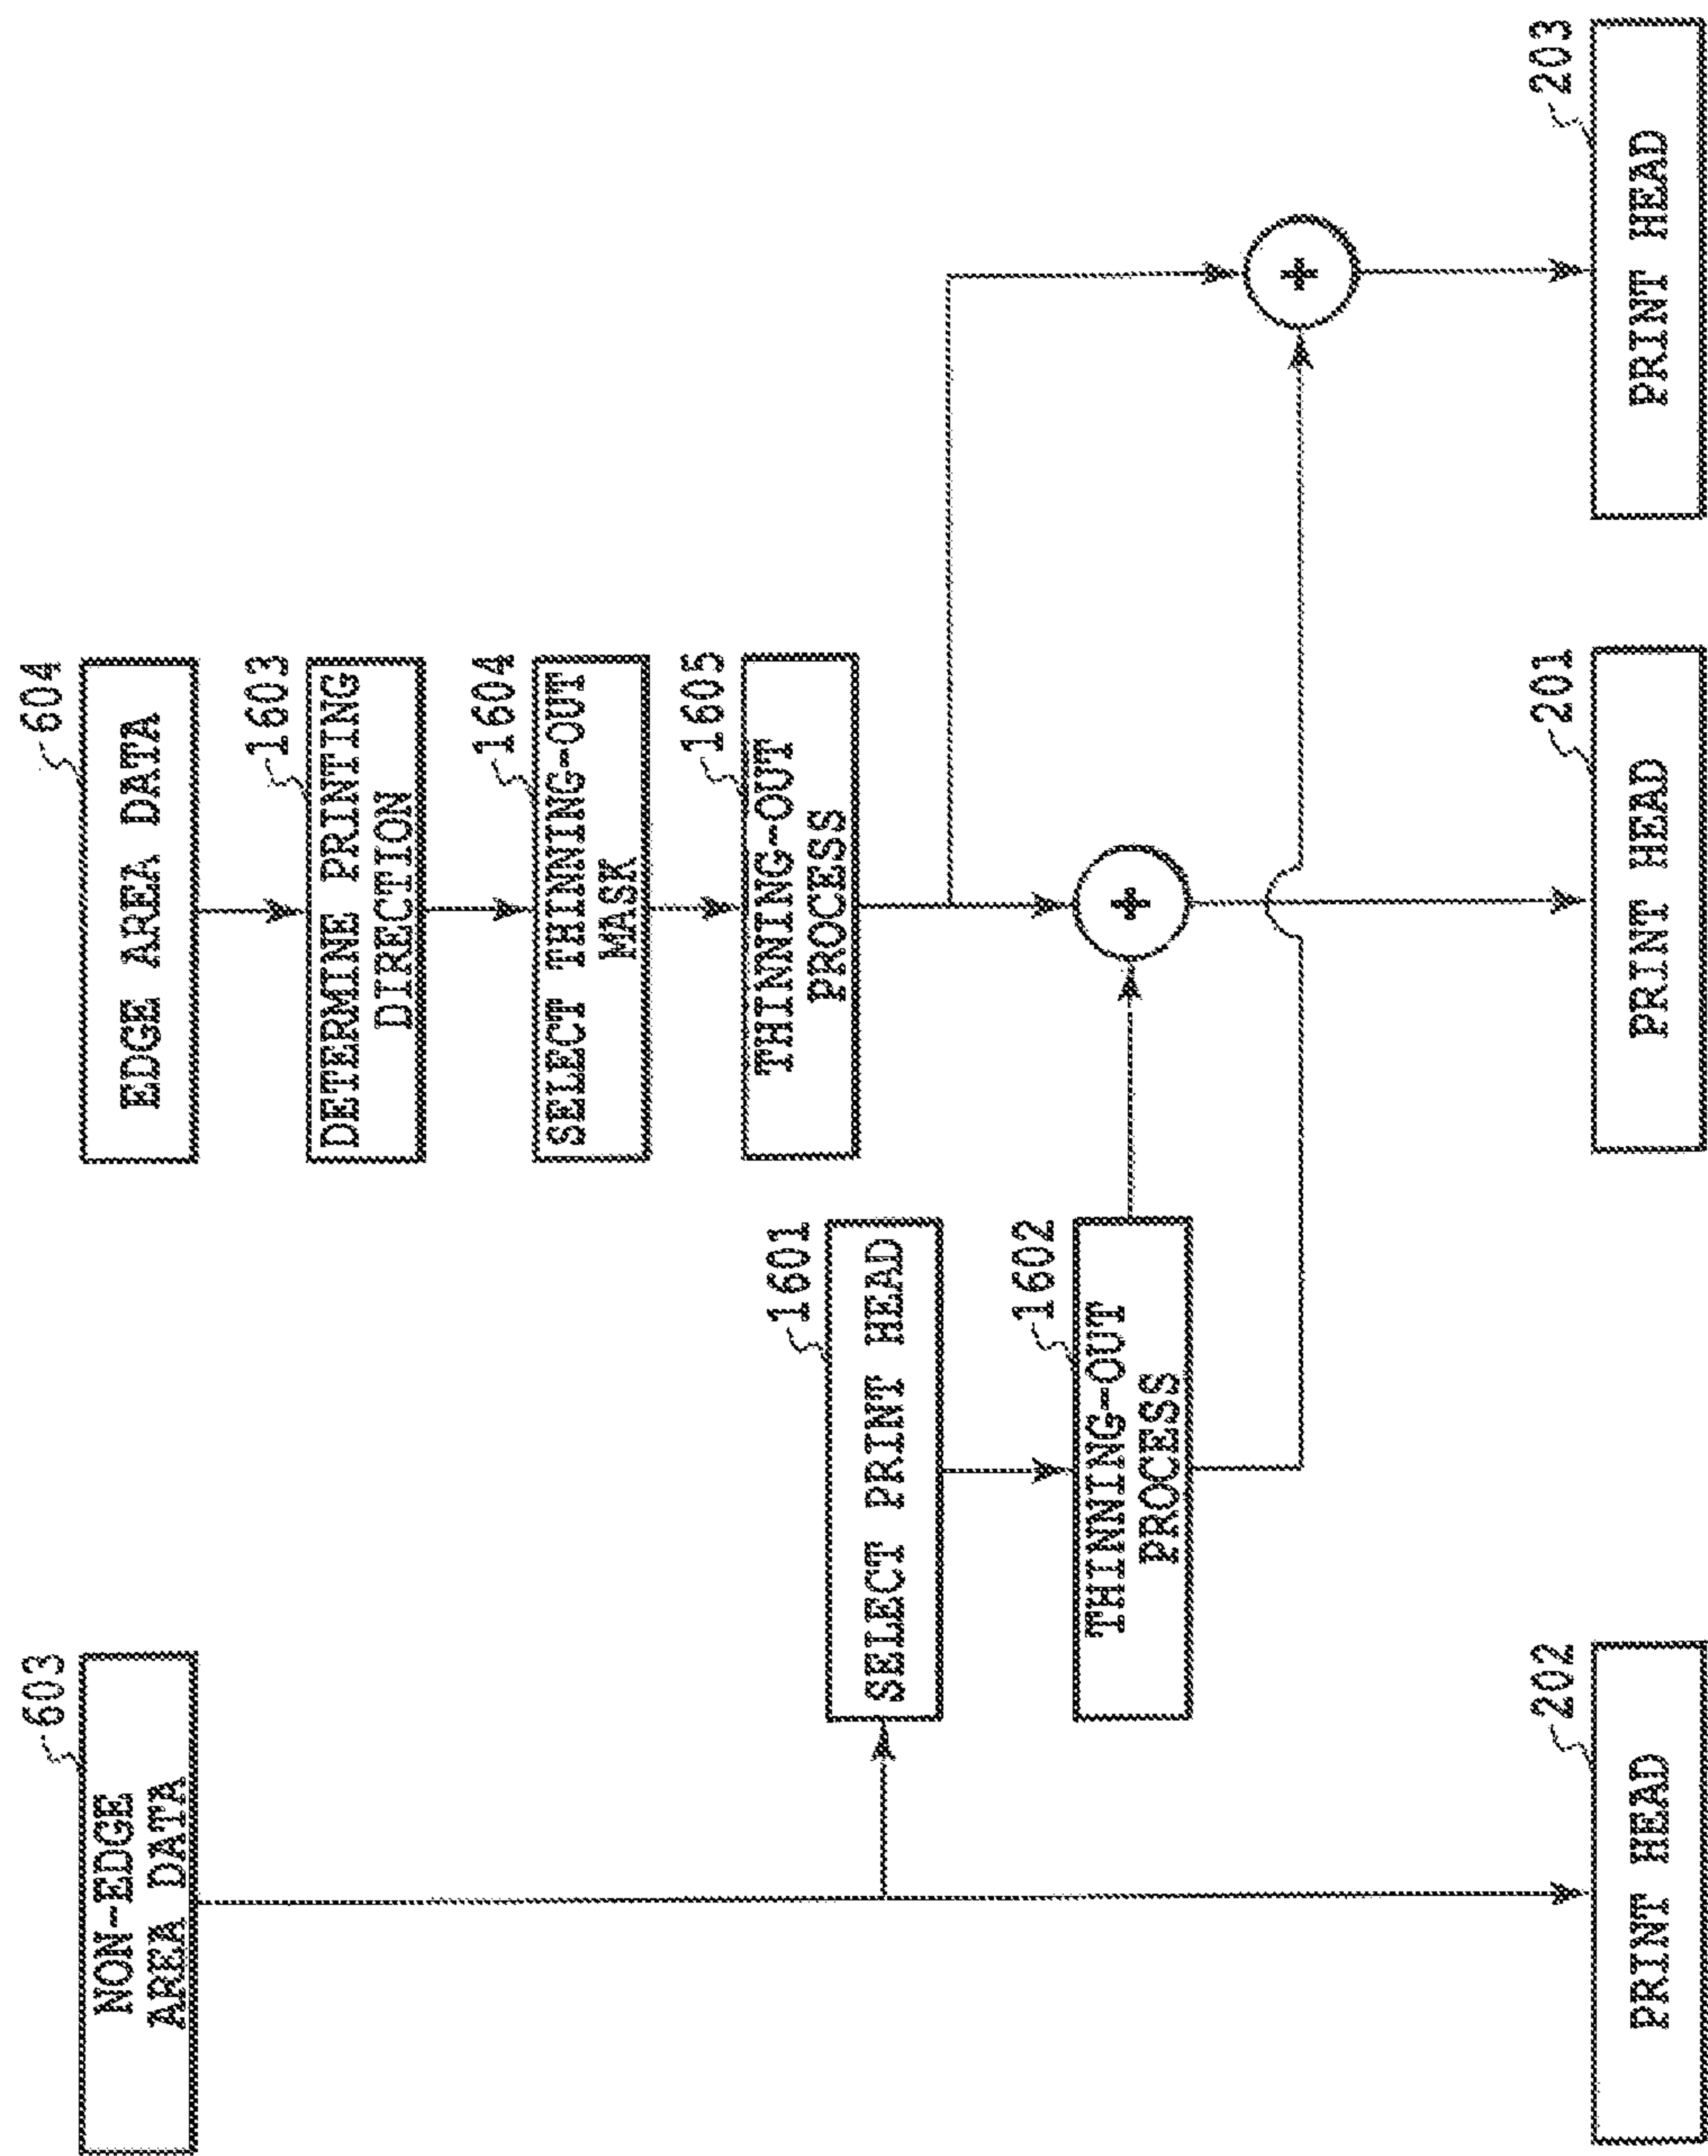 603
NON-EDGE
AREA DATA
604
EDGE AREA DATA
1603
DETERMINE PRINTING
DIRECTION
1604
SELECT THINNING-OUT
MASK
1605
THINNING-OUT
PROCESS
1601
SELECT PRINT HEAD
1602
THINNING-OUT
PROCESS
+
+
202
PRINT HEAD
201
PRINT HEAD
203
PRINT HEAD